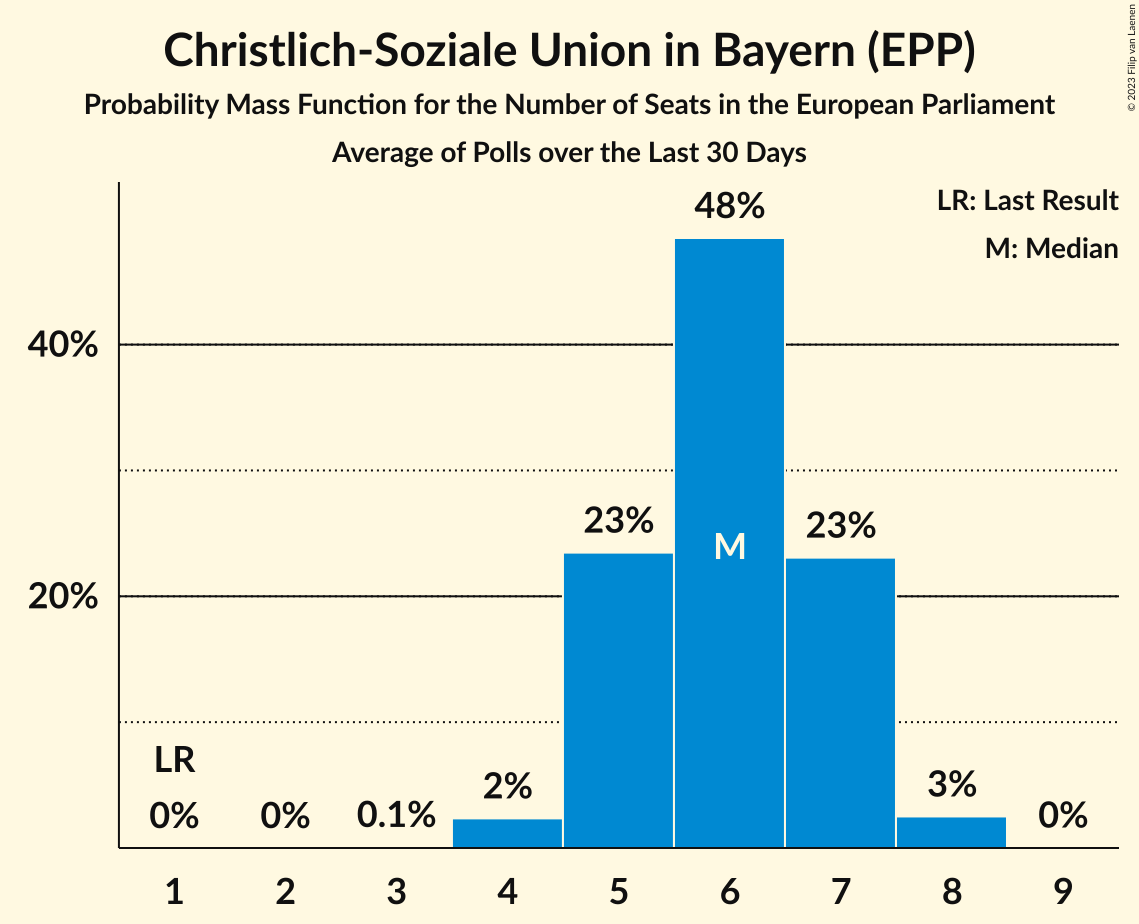 Christlich-Soziale Union in Bayern (EPP)
Probability Mass Function for the Number of Seats in the European Parliament
Average of Polls over the Last 30 Days
© 2023 Filip van Laenen
LR: Last Result
M: Median
48%
40%
23%
23%
M
20%
LR
0%
0%
0.1%
2%
3%
0%
1 2 3 4 5 6 7 8 9